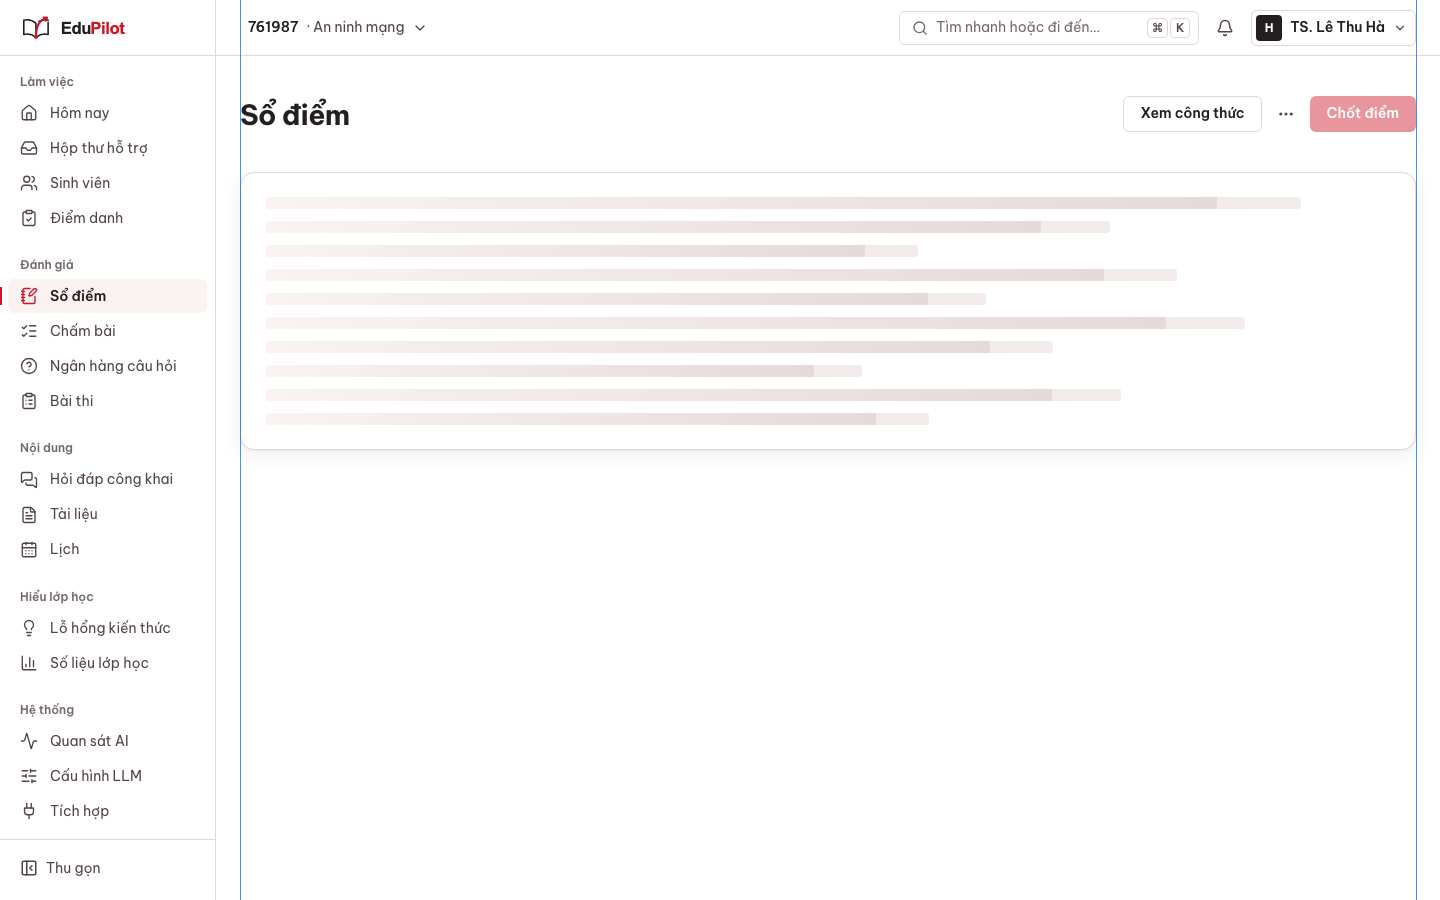 EduPilot
761987 · An ninh mạng
Tìm nhanh hoặc đi đến...
⌘ K
H
TS. Lê Thu Hà
Làm việc
Hôm nay
Hộp thư hỗ trợ
Sinh viên
Điểm danh
Đánh giá
Sổ điểm
Chấm bài
Ngân hàng câu hỏi
Bài thi
Nội dung
Hỏi đáp công khai
Tài liệu
Lịch
Hiểu lớp học
Lỗ hổng kiến thức
Số liệu lớp học
Hệ thống
Quan sát AI
Cấu hình LLM
Tích hợp
Thu gọn
Sổ điểm
Xem công thức
Chốt điểm